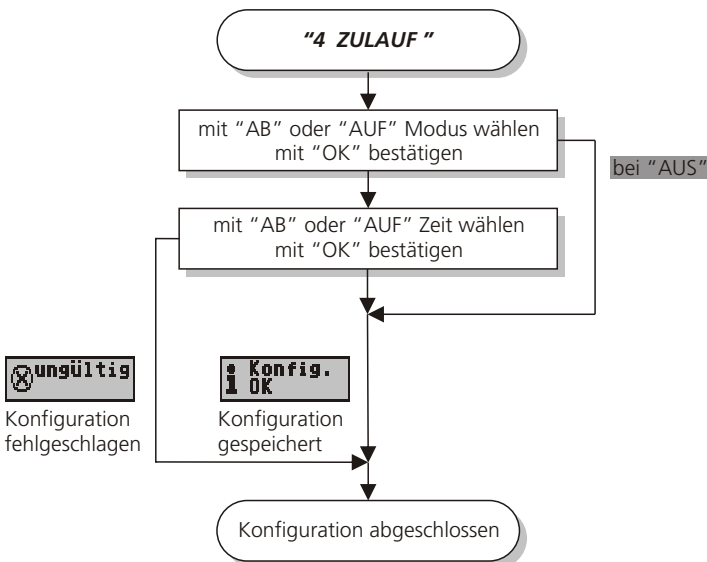 “4 ZULAUF ”
mit “AB” oder “AUF” Modus wählen
mit “OK” bestätigen
bei “AUS”
mit “AB” oder “AUF” Zeit wählen
mit “OK” bestätigen
ungültig
Konfiguration
fehlgeschlagen
i Konfig.
OK
Konfiguration
gespeichert
Konfiguration abgeschlossen